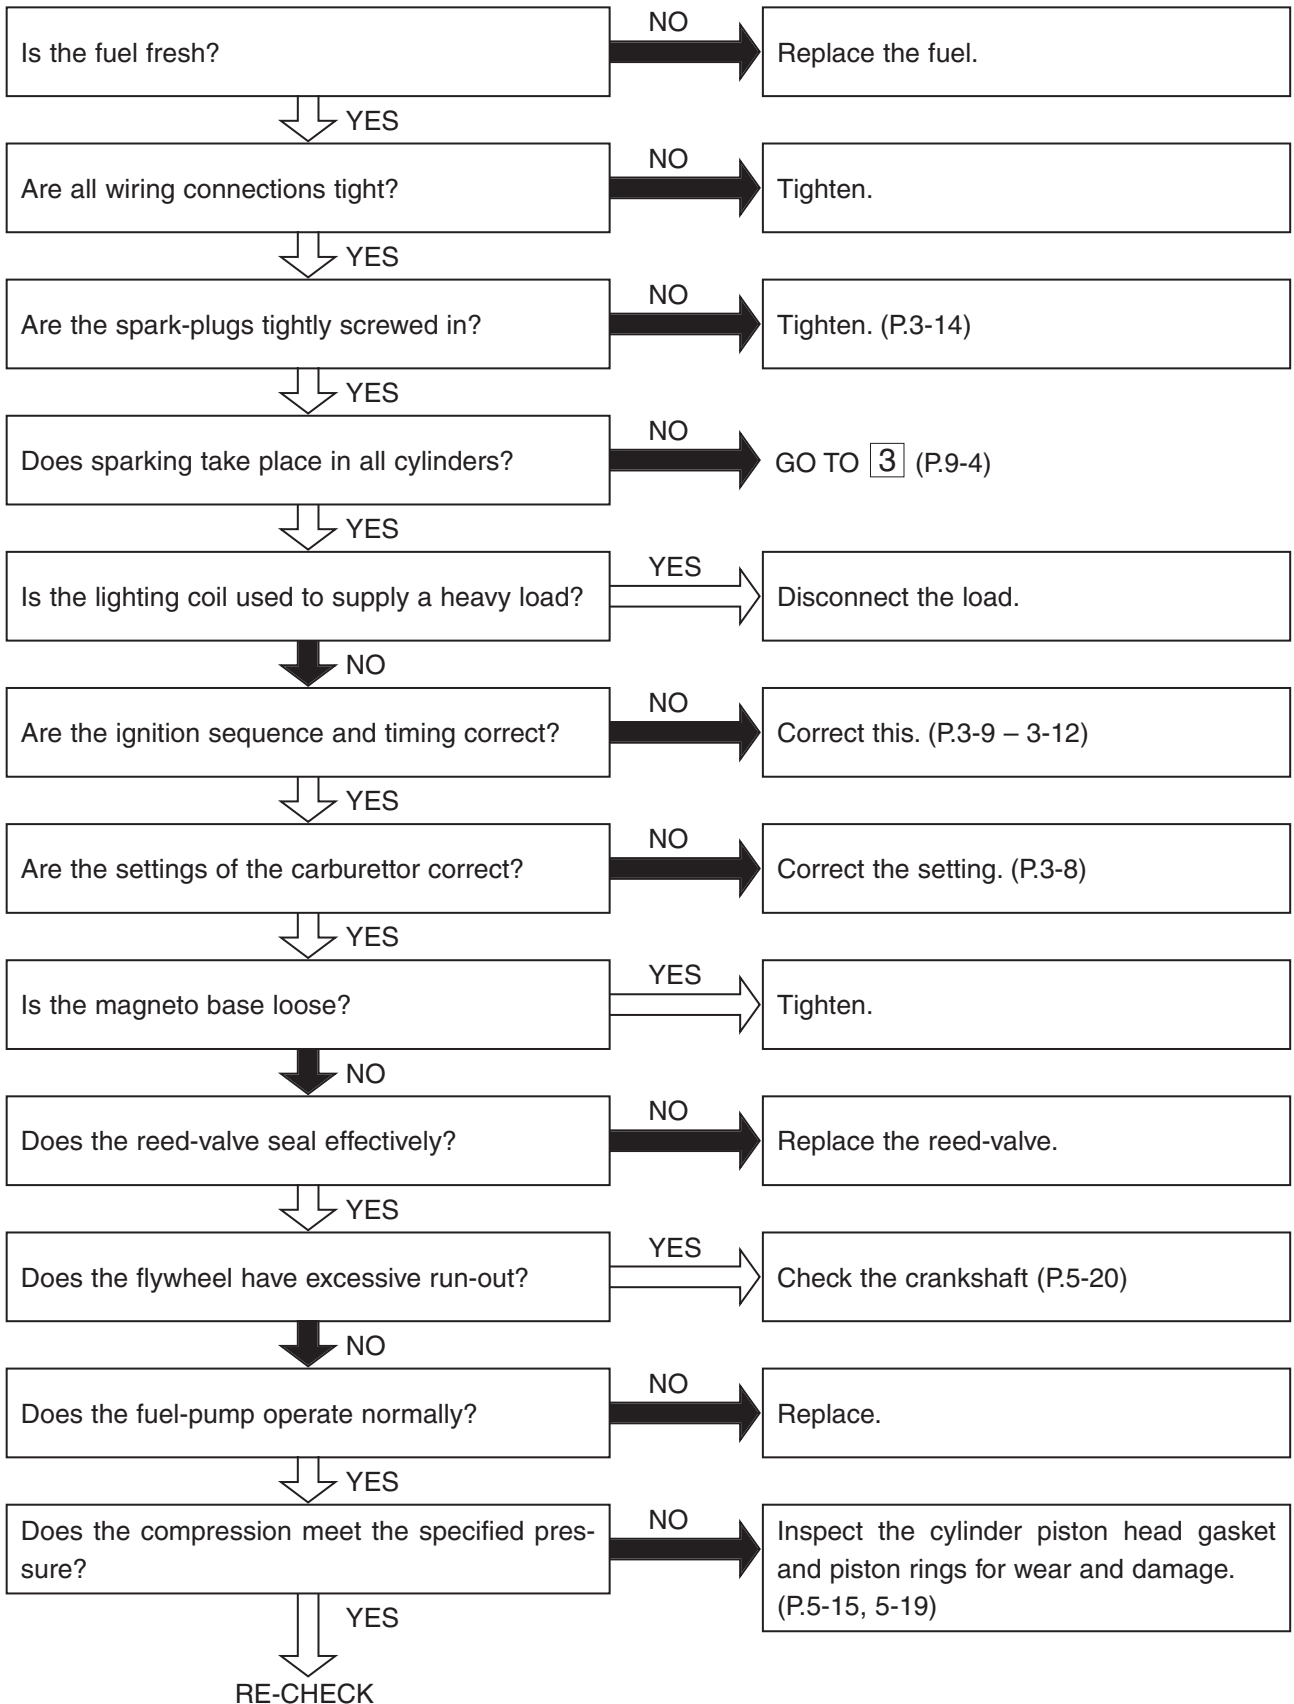 Is the fuel fresh?
NO
Replace the fuel.
YES
Are all wiring connections tight?
NO
Tighten.
YES
Are the spark-plugs tightly screwed in?
NO
Tighten. (P.3-14)
YES
Does sparking take place in all cylinders?
NO
GO TO 3 (P.9-4)
YES
Is the lighting coil used to supply a heavy load?
YES
Disconnect the load.
NO
Are the ignition sequence and timing correct?
NO
Correct this. (P.3-9 – 3-12)
YES
Are the settings of the carburettor correct?
NO
Correct the setting. (P.3-8)
YES
Is the magneto base loose?
YES
Tighten.
NO
Does the reed-valve seal effectively?
NO
Replace the reed-valve.
YES
Does the flywheel have excessive run-out?
YES
Check the crankshaft (P.5-20)
NO
Does the fuel-pump operate normally?
NO
Replace.
YES
Does the compression meet the specified pres-
sure?
NO
Inspect the cylinder piston head gasket
and piston rings for wear and damage.
(P.5-15, 5-19)
YES
RE-CHECK